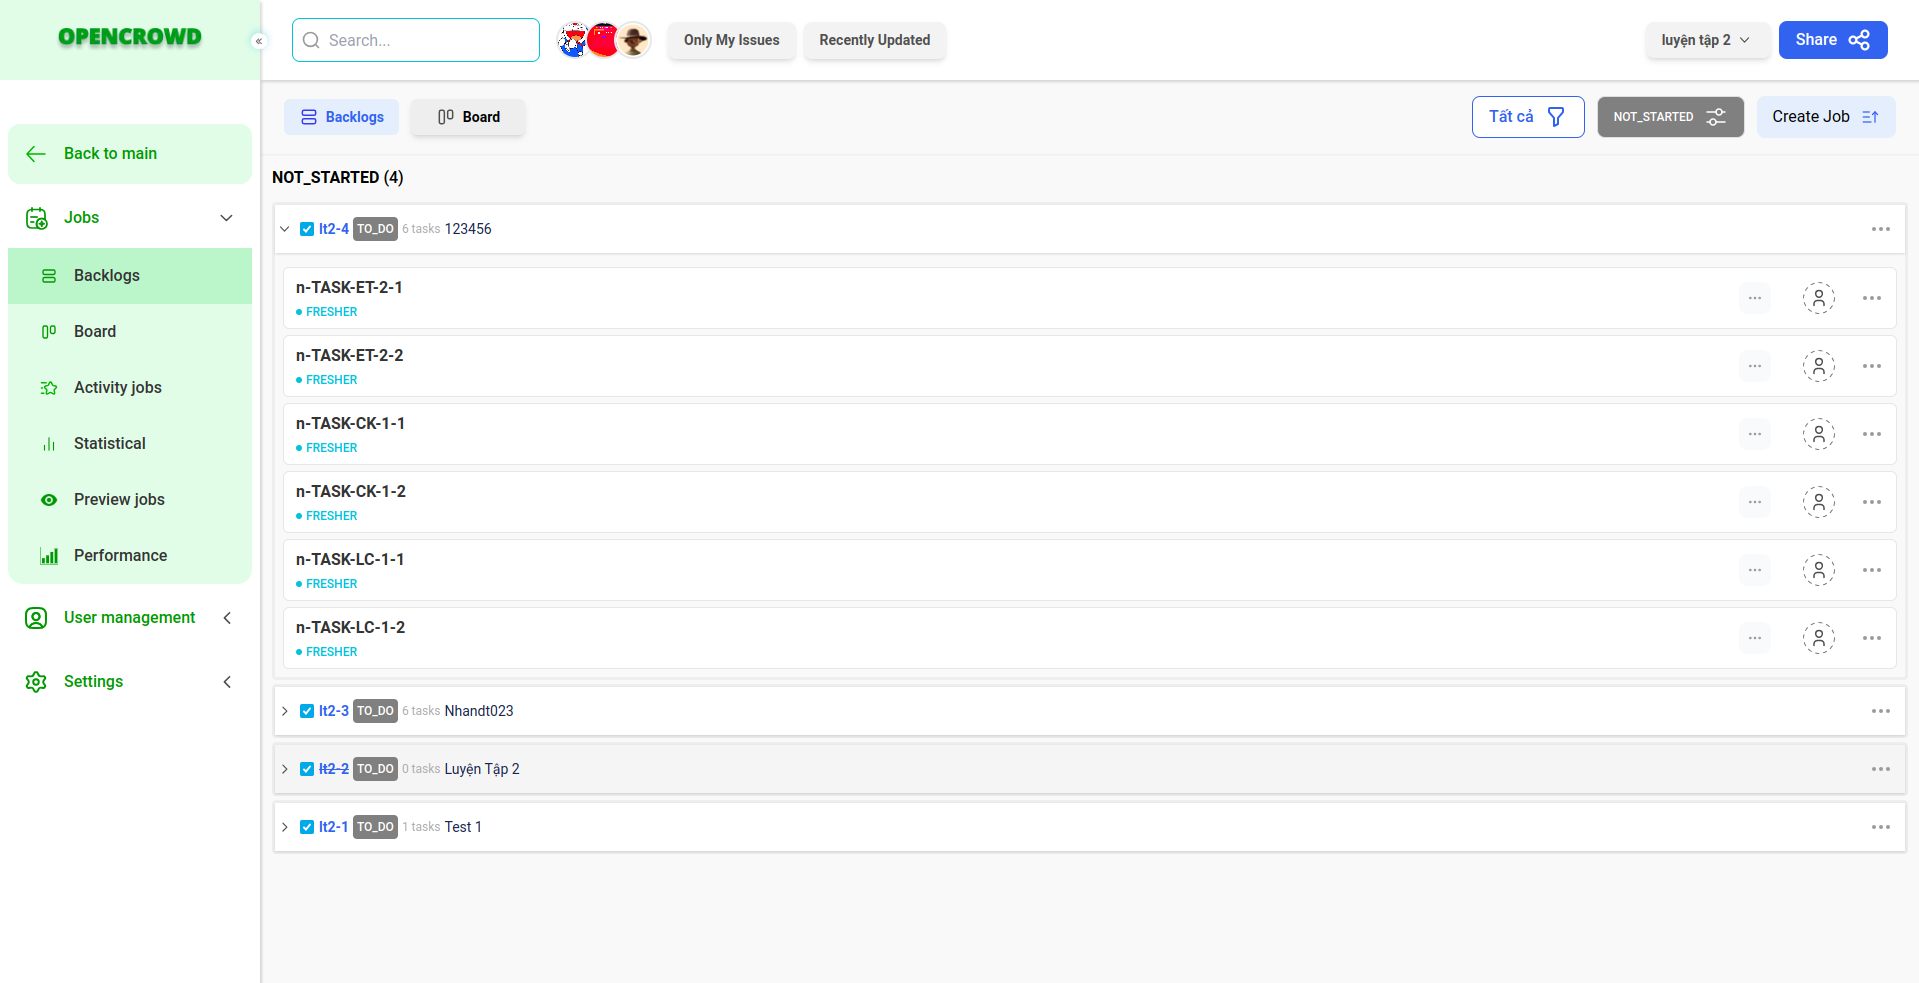 OPENCROWD
Search...
Only My Issues
Recently Updated
luyện tập 2
Share
Back to main
Jobs
Backlogs
Board
Activity jobs
Statistical
Preview jobs
Performance
User management
Settings
Backlogs
Board
Tất cả
NOT_STARTED
Create Job
NOT_STARTED (4)
lt2-4 TO_DO 6 tasks 123456
n-TASK-ET-2-1
FRESHER
n-TASK-ET-2-2
FRESHER
n-TASK-CK-1-1
FRESHER
n-TASK-CK-1-2
FRESHER
n-TASK-LC-1-1
FRESHER
n-TASK-LC-1-2
FRESHER
lt2-3 TO_DO 6 tasks Nhandt023
lt2-2 TO_DO 0 tasks Luyện Tập 2
lt2-1 TO_DO 1 tasks Test 1